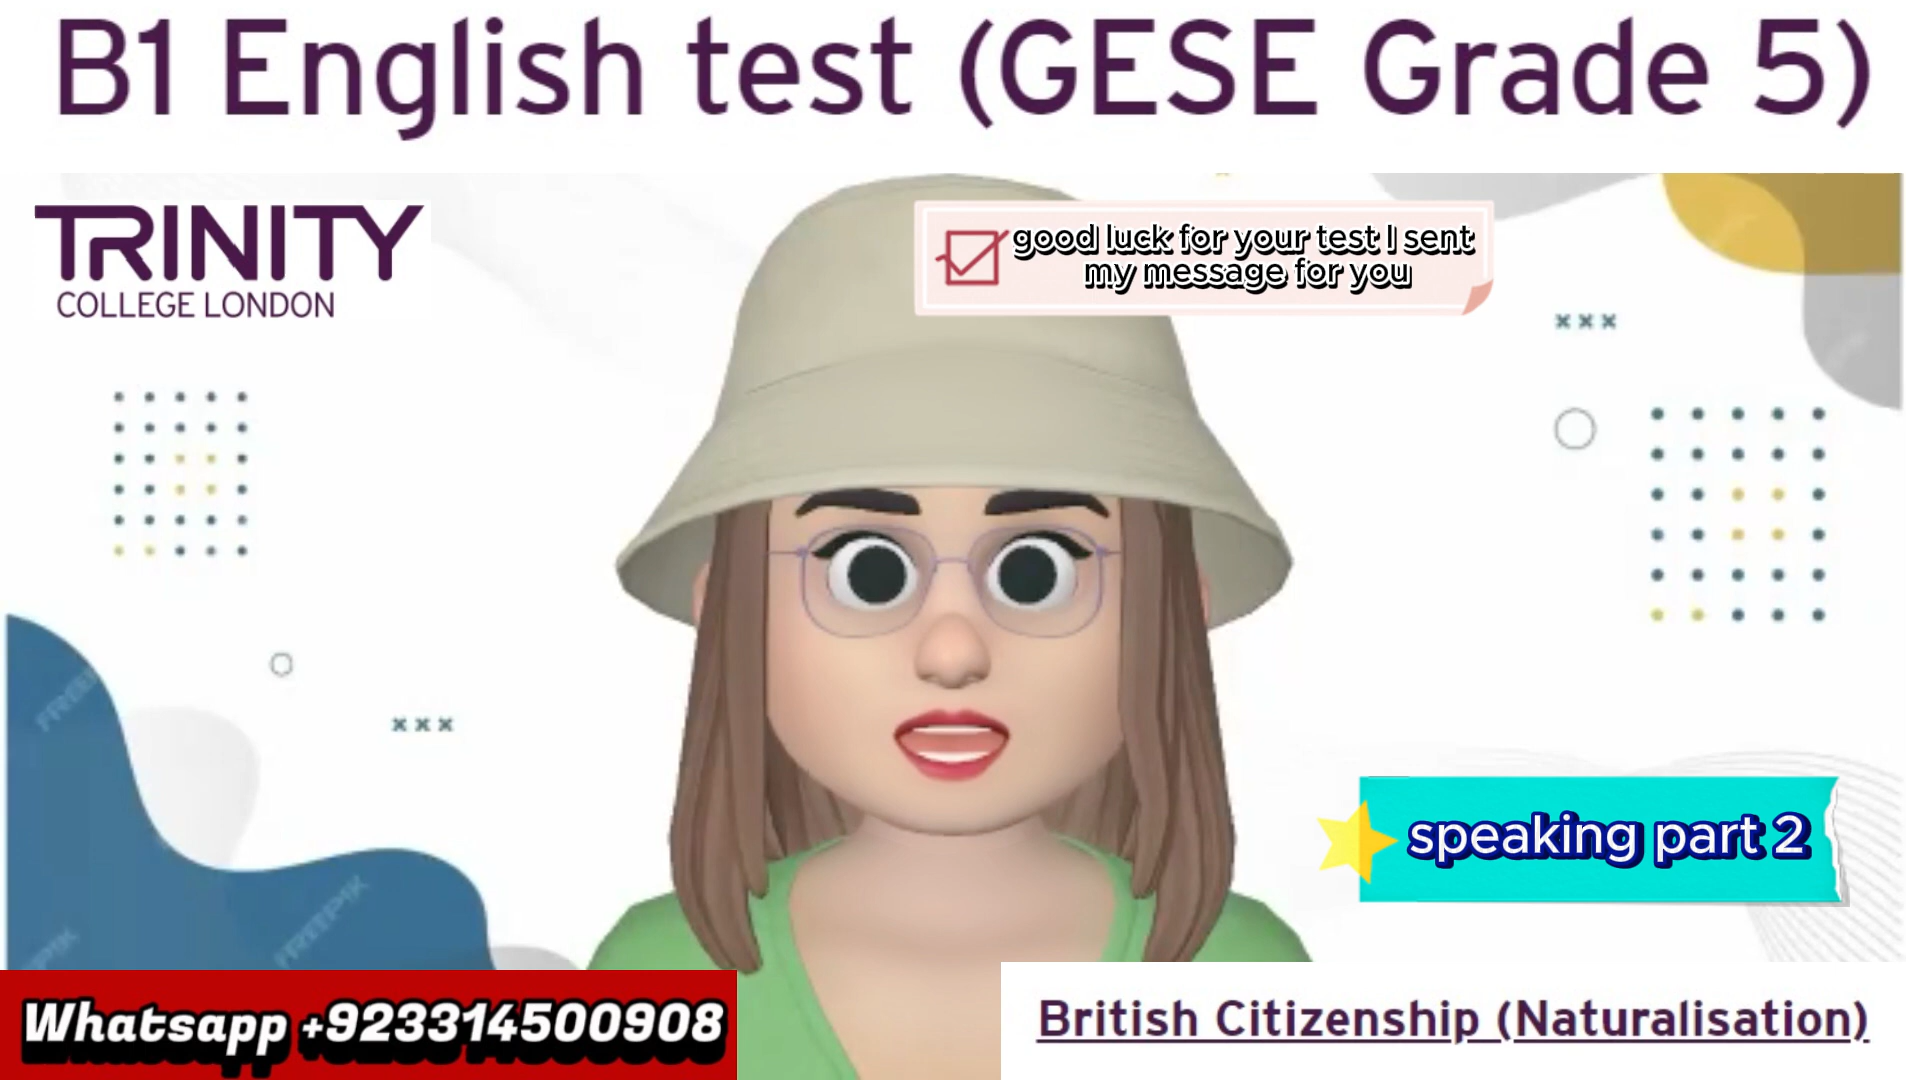 B1 English test (GESE Grade 5)
TRINITY
COLLEGE LONDON
good luck for your test I sent
my message for you
speaking part 2
Whatsapp +923314500908
British Citizenship (Naturalisation)
FREEPIK